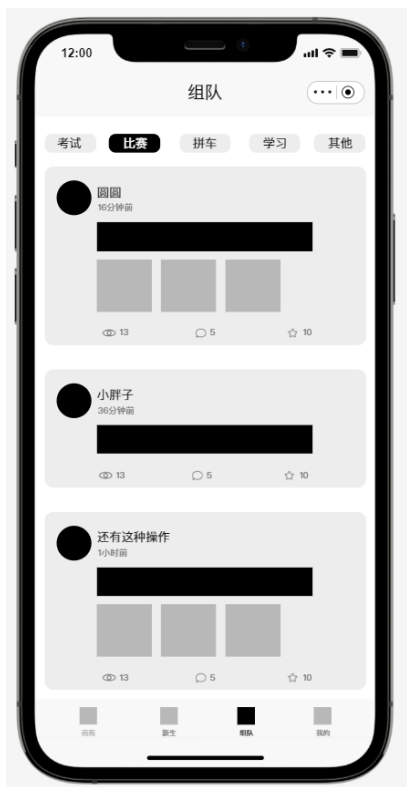 12:00
组队
考试 比赛 拼车 学习 其他
圆圆
16分钟前
13 5 10
小胖子
36分钟前
13 5 10
还有这种操作
1小时前
13 5 10
新生 组队 我的